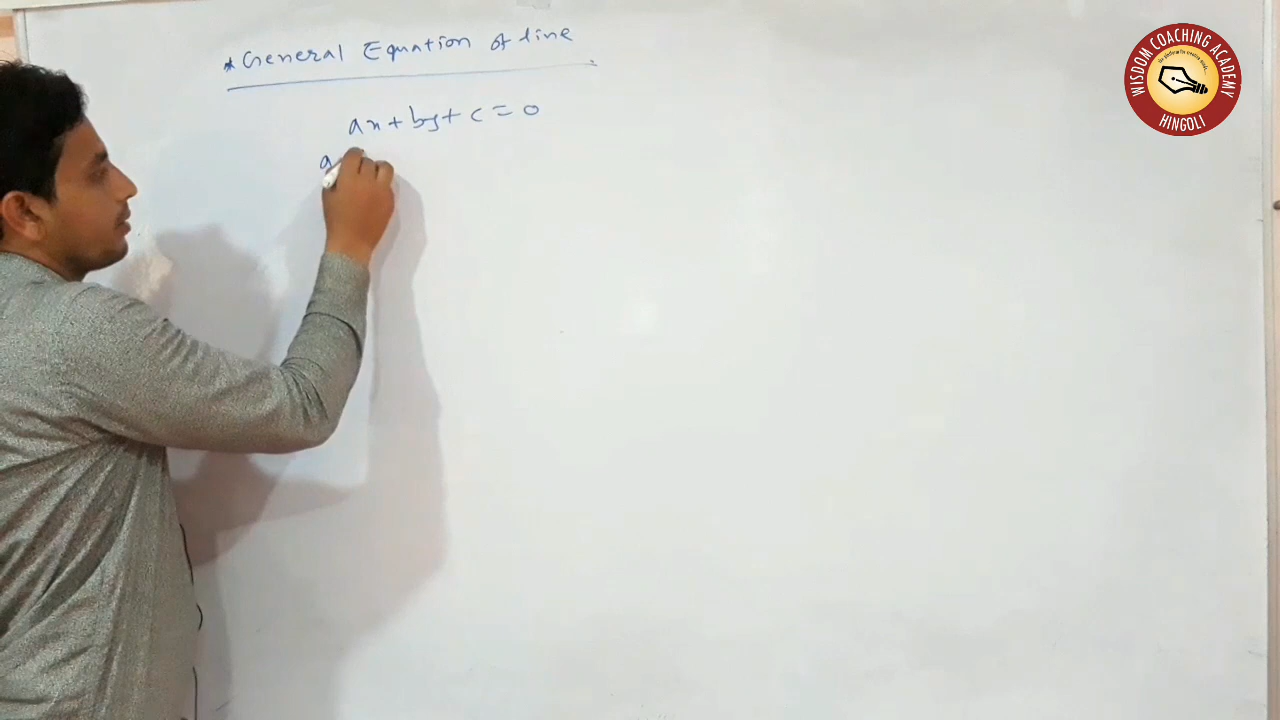 * General Equation of line
ax + by + c = 0
a
WISDOM COACHING ACADEMY
HINGOLI